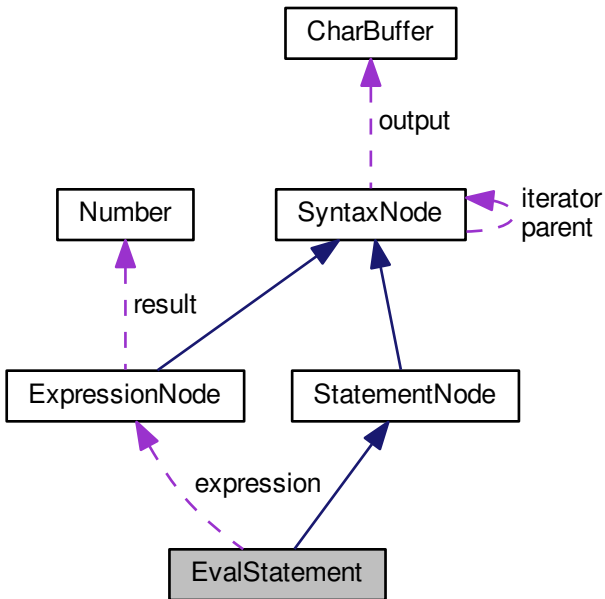 CharBuffer
output
Number
SyntaxNode
iterator
parent
result
ExpressionNode
StatementNode
expression
EvalStatement